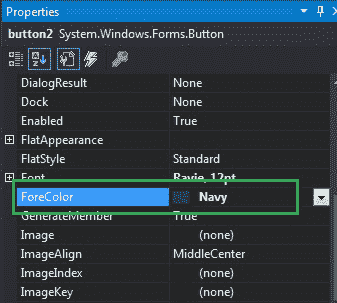 Properties
button2 System.Windows.Forms.Button
DialogResult None
Dock None
Enabled True
FlatAppearance
FlatStyle Standard
Font Ravie, 12pt
ForeColor Navy
GenerateMember True
Image (none)
ImageAlign MiddleCenter
ImageIndex (none)
ImageKey (none)